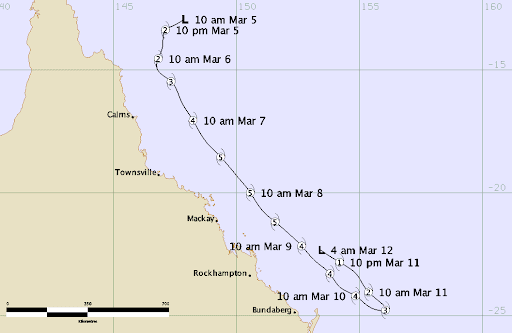 40
145
150
155
160
L 10 am Mar 5
2 10 pm Mar 5
2 10 am Mar 6
-15
3
Cairns
4 10 am Mar 7
5
Townsville
5 10 am Mar 8
-20
Mackay
5
10 am Mar 9 4
L 4 am Mar 12
1 10 pm Mar 11
Rockhampton
4
10 am Mar 10 4
2 10 am Mar 11
3
Bundaberg
-25
0
350
700
Kilometres